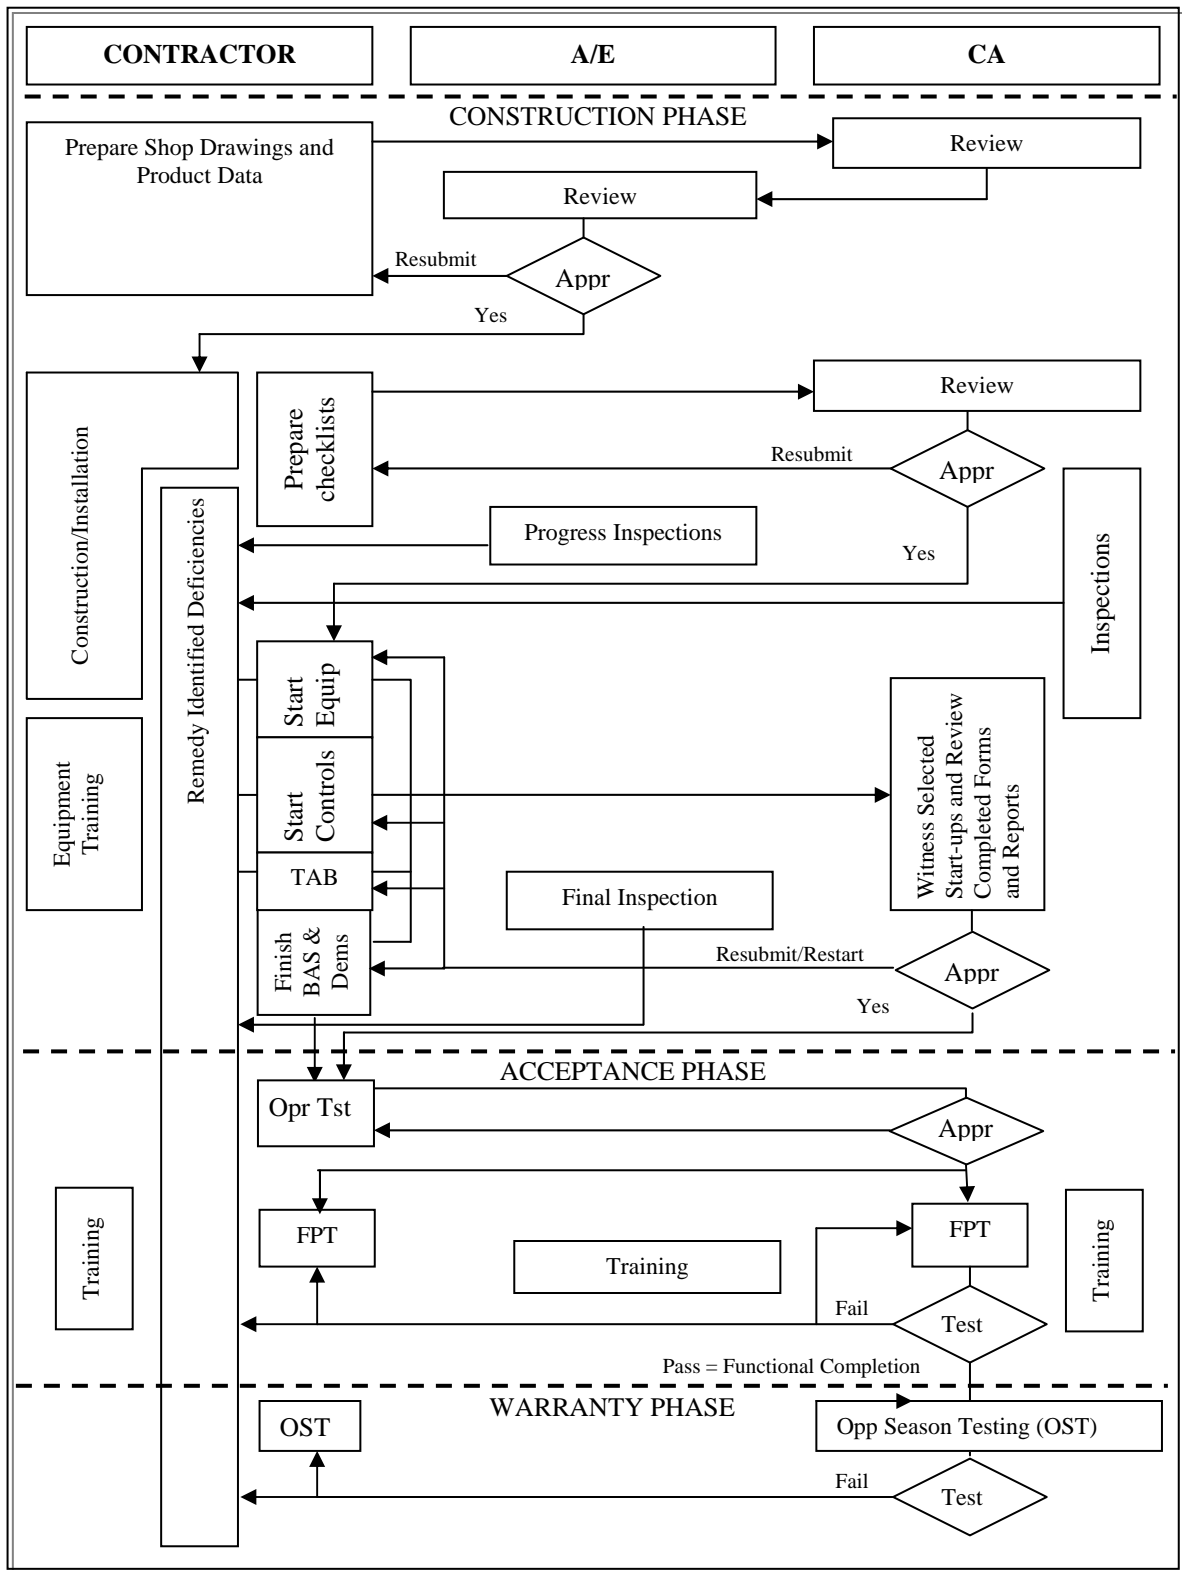 CONTRACTOR
A/E
CA
CONSTRUCTION PHASE
Prepare Shop Drawings and
Product Data
Review
Review
Resubmit
Appr
Yes
Construction/Installation
Prepare
checklists
Review
Resubmit
Appr
Remedy Identified Deficiencies
Progress Inspections
Yes
Inspections
Start
Equip
Equipment
Training
Start
Controls
Witness Selected
Start-ups and Review
Completed Forms
and Reports
TAB
Final Inspection
Finish
BAS &
Dems
Resubmit/Restart
Appr
Yes
ACCEPTANCE PHASE
Opr Tst
Appr
Training
FPT
FPT
Training
Training
Fail
Test
Pass = Functional Completion
WARRANTY PHASE
OST
Opp Season Testing (OST)
Fail
Test